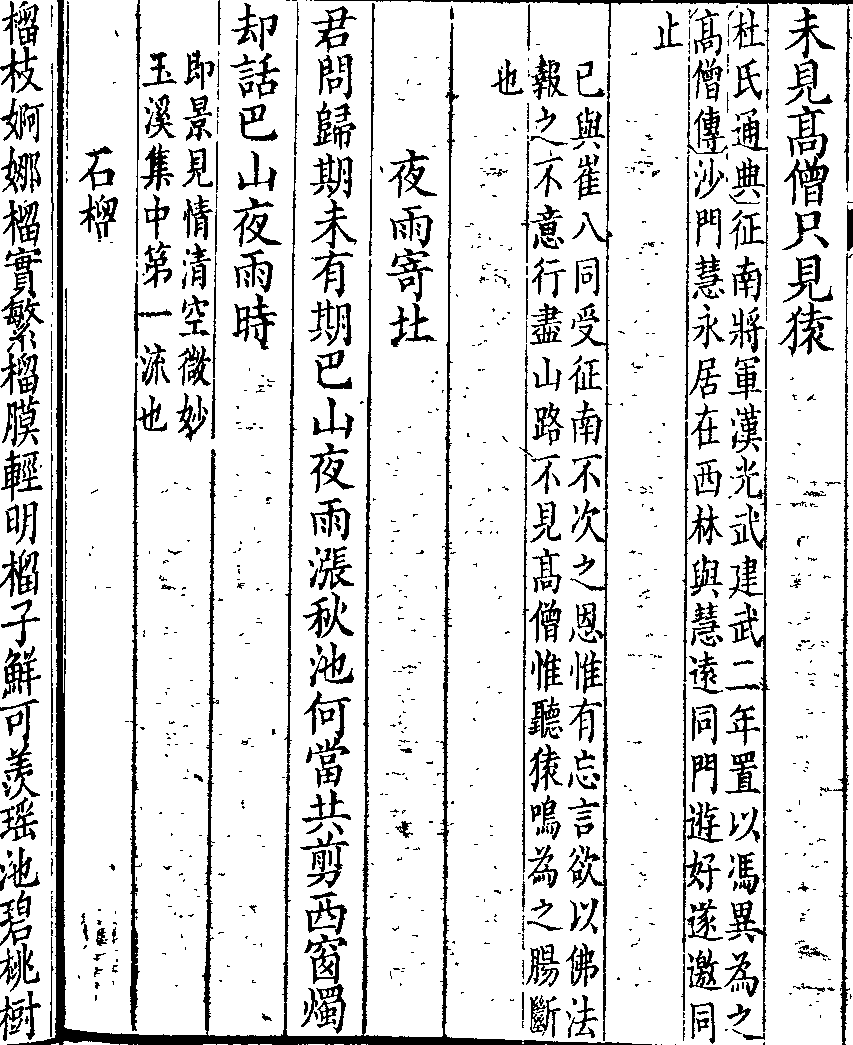 未見髙僧只見猿
杜氏通典征南將軍漢光武建武二年置以馮異為之
髙僧傳沙門慧永居在西林與慧遠同門遊好遂邀同
止
已與崔八同受征南不次之恩惟有忘言欲以佛法
報之不意行盡山路不見髙僧惟聽猿鳴為之腸斷
也
夜雨寄北
君問歸期未有期巴山夜雨漲秋池何當共剪西窗燭
却話巴山夜雨時
即景見情清空微妙
玉溪集中第一流也
石榴
榴枝婀娜榴實繁榴膜輕明榴子鮮可羨瑶池碧桃樹